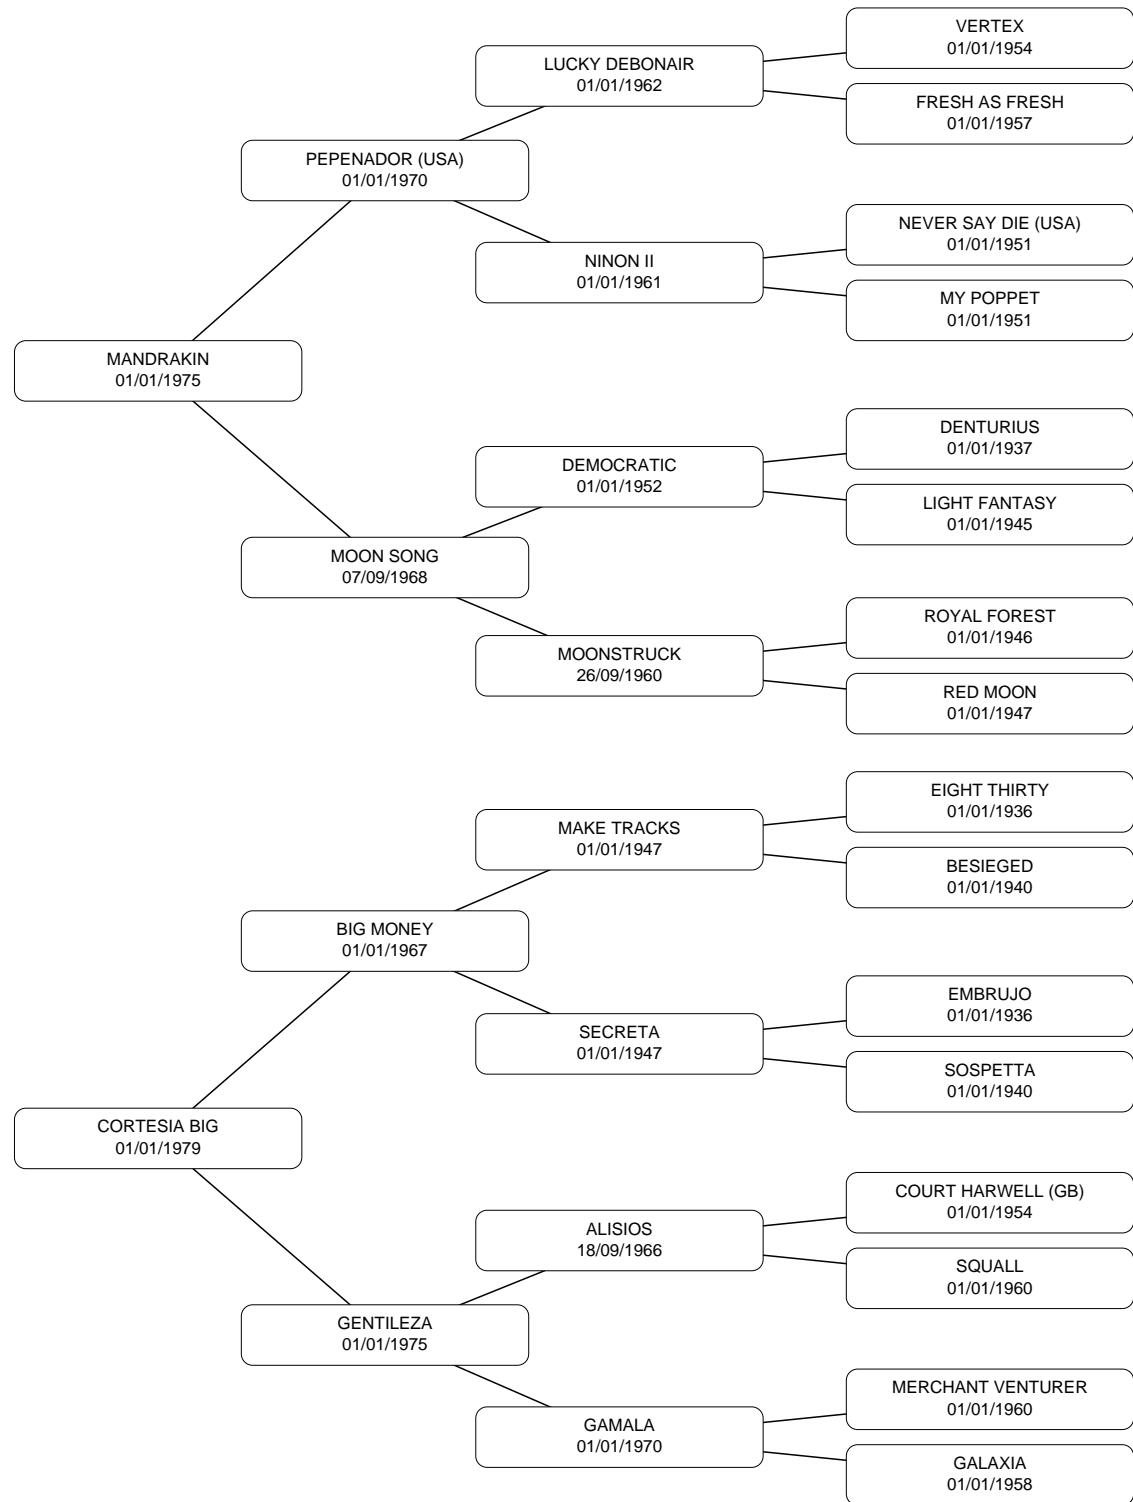 VERTEX
01/01/1954
LUCKY DEBONAIR
01/01/1962
FRESH AS FRESH
01/01/1957
PEPENADOR (USA)
01/01/1970
NEVER SAY DIE (USA)
01/01/1951
NINON II
01/01/1961
MY POPPET
01/01/1951
MANDRAKIN
01/01/1975
DENTURIUS
01/01/1937
DEMOCRATIC
01/01/1952
LIGHT FANTASY
01/01/1945
MOON SONG
07/09/1968
ROYAL FOREST
01/01/1946
MOONSTRUCK
26/09/1960
RED MOON
01/01/1947
EIGHT THIRTY
01/01/1936
MAKE TRACKS
01/01/1947
BESIEGED
01/01/1940
BIG MONEY
01/01/1967
EMBRUJO
01/01/1936
SECRETA
01/01/1947
SOSPETTA
01/01/1940
CORTESIA BIG
01/01/1979
COURT HARWELL (GB)
01/01/1954
ALISIOS
18/09/1966
SQUALL
01/01/1960
GENTILEZA
01/01/1975
MERCHANT VENTURER
01/01/1960
GAMALA
01/01/1970
GALAXIA
01/01/1958